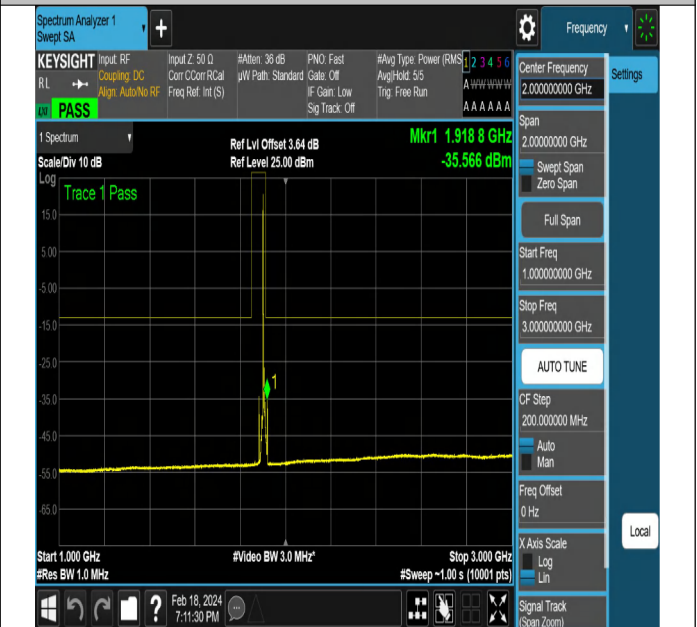 Spectrum Analyzer 1
Swept SA
Frequency
KEYSIGHT
Input: RF
Coupling: DC
Align: Auto/No RF
Input Z: 50 Ω
Corr CCorr RCal
Freq Ref: Int (S)
#Atten: 36 dB
µW Path: Standard
PNO: Fast
Gate: Off
IF Gain: Low
Sig Track: Off
#Avg Type: Power (RMS
Avg|Hold: 5/5
Trig: Free Run
1 2 3 4 5 6
A W W W W W
A A A A A A
RL
PASS
1 Spectrum
Ref Lvl Offset 3.64 dB
Mkr1 1.918 8 GHz
Scale/Div 10 dB
Ref Level 25.00 dBm
-35.566 dBm
Log
Trace 1 Pass
15.0
5.00
-5.00
-15.0
-25.0
1
-35.0
-45.0
-55.0
-65.0
Start 1.000 GHz
#Video BW 3.0 MHz*
Stop 3.000 GHz
#Res BW 1.0 MHz
#Sweep ~1.00 s (10001 pts)
Center Frequency
2.000000000 GHz
Settings
Span
2.00000000 GHz
Swept Span
Zero Span
Full Span
Start Freq
1.000000000 GHz
Stop Freq
3.000000000 GHz
AUTO TUNE
CF Step
200.000000 MHz
Auto
Man
Freq Offset
0 Hz
Local
X Axis Scale
Log
Lin
Signal Track
(Span Zoom)
?
Feb 18, 2024
7:11:30 PM